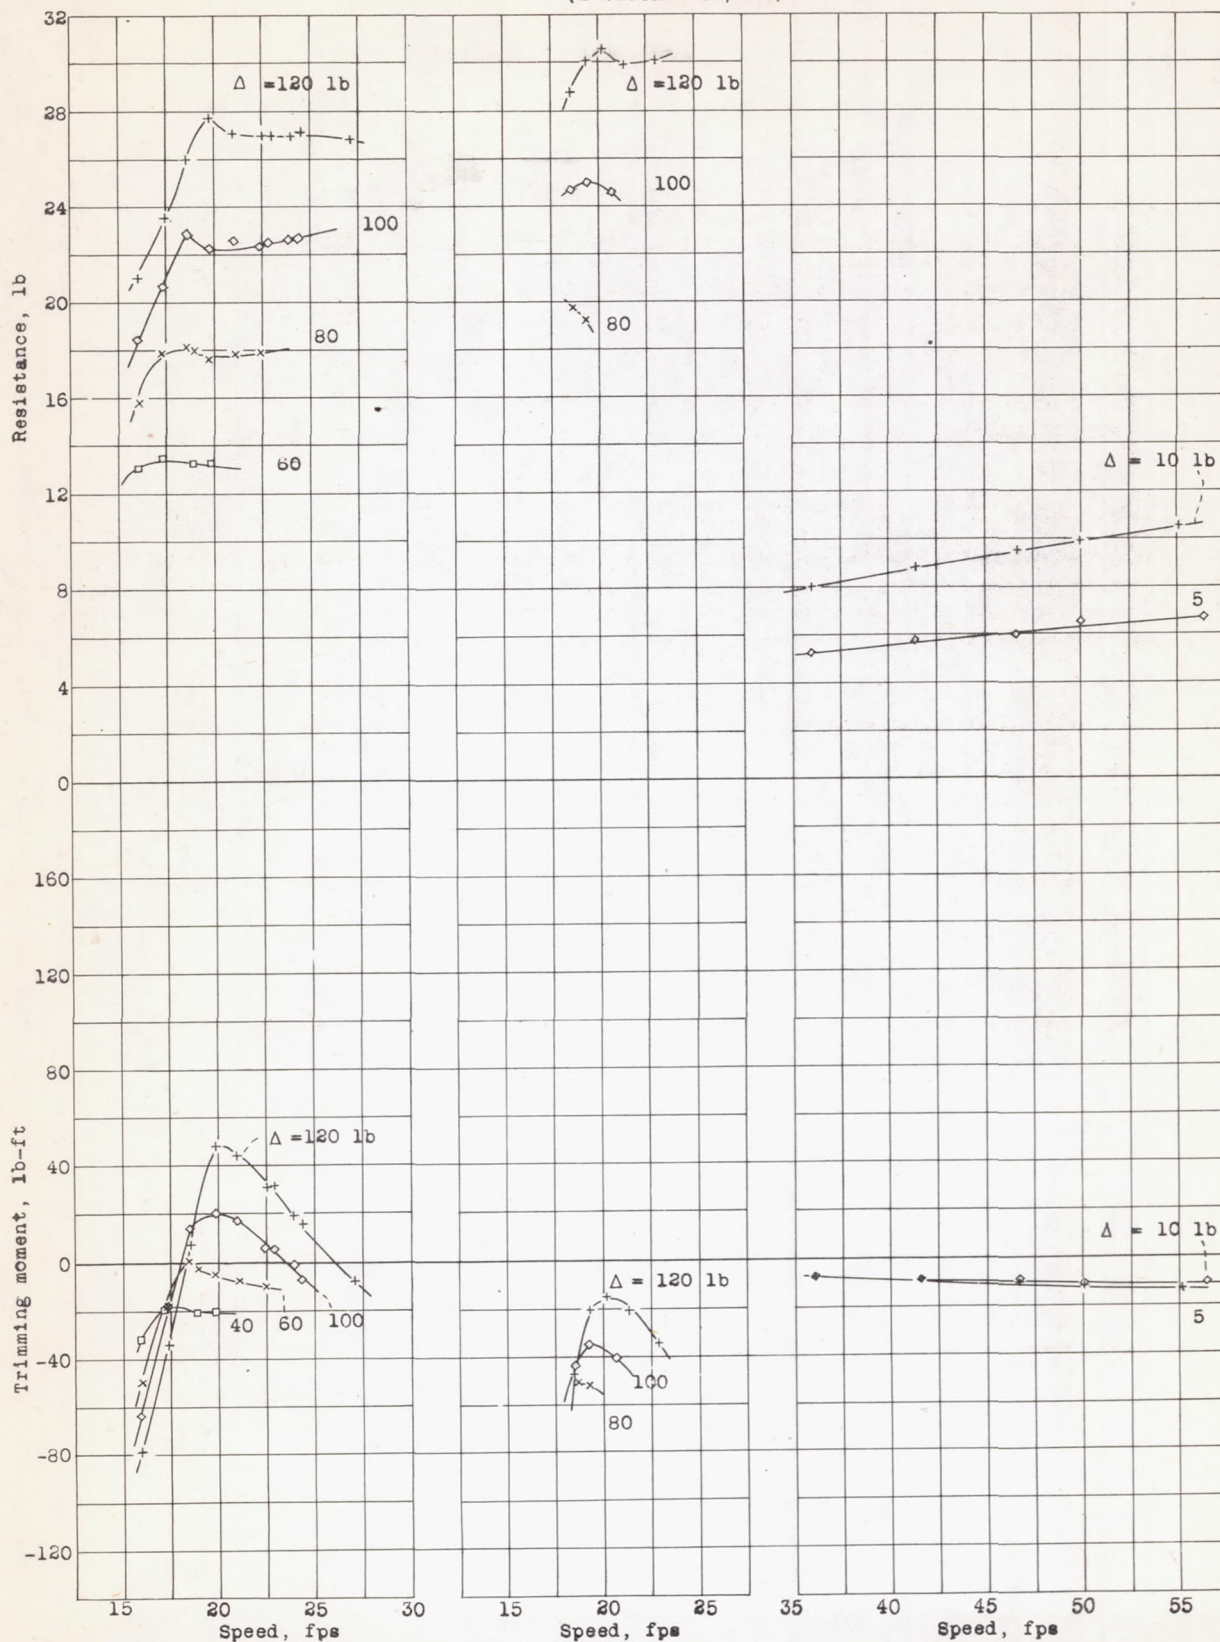 32
28
24
20
16
12
8
4
0
Resistance, lb
Δ =120 lb
100
80
60
Δ =120 lb
100
80
Δ = 10 lb
5
160
120
80
40
0
-40
-80
-120
Trimming moment, lb-ft
Δ =120 lb
40 60 100
Δ = 120 lb
100
80
Δ = 10 lb
5
15 20 25 30
Speed, fps
15 20 25
Speed, fps
35 40 45 50 55
Speed, fps